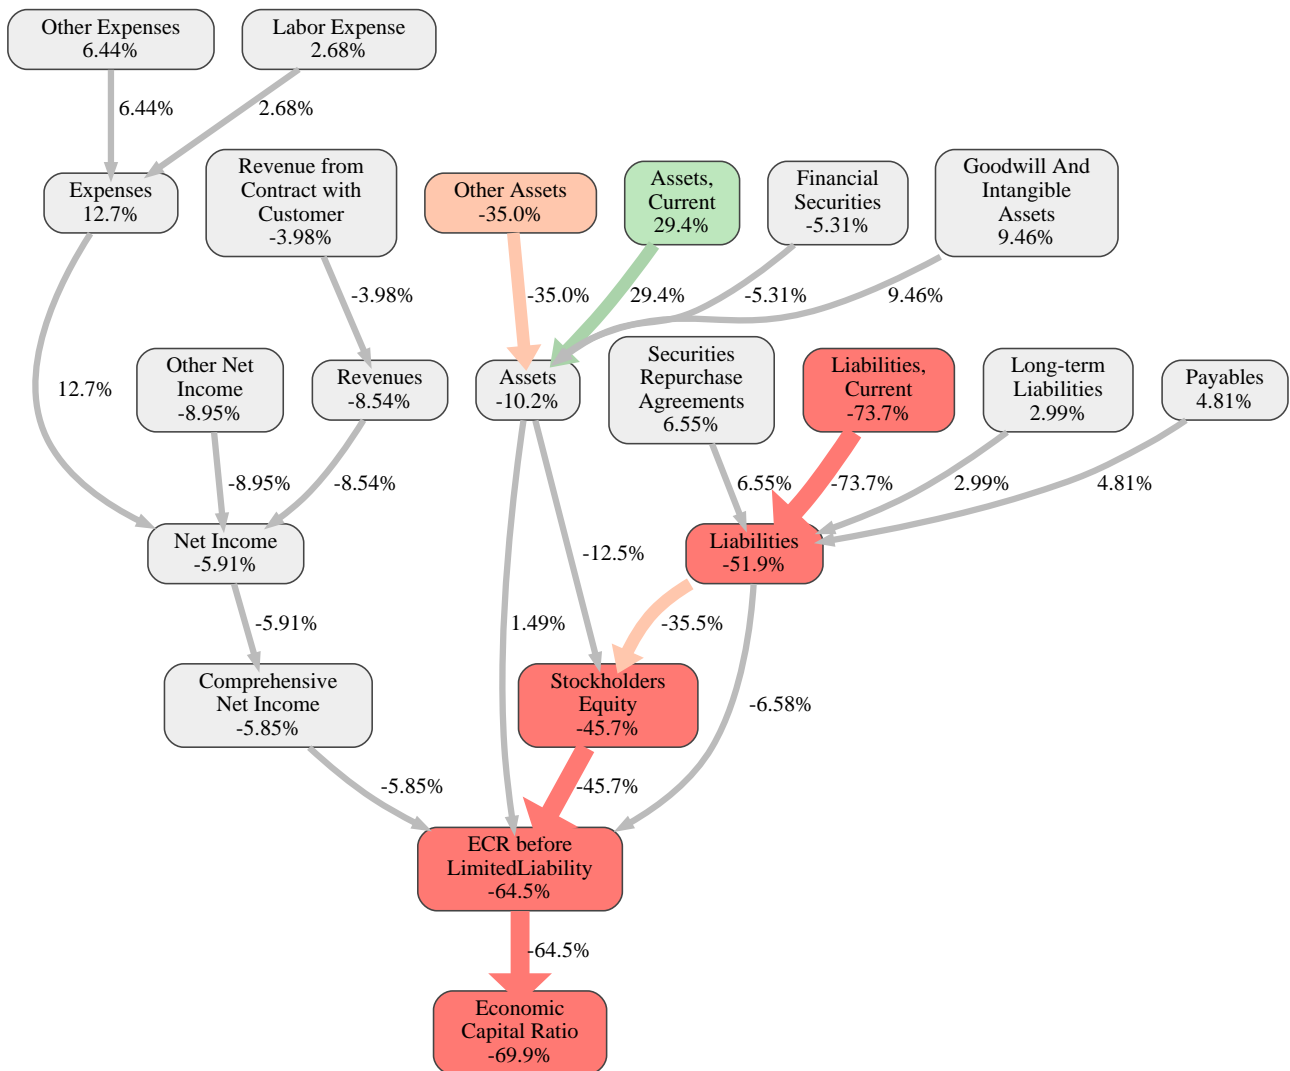 Other Expenses
6.44%
Labor Expense
2.68%
6.44%
2.68%
Expenses
12.7%
Revenue from
Contract with
Customer
-3.98%
Other Assets
-35.0%
Assets,
Current
29.4%
Financial
Securities
-5.31%
Goodwill And
Intangible
Assets
9.46%
-3.98%
-35.0%
29.4%
-5.31%
9.46%
12.7%
Other Net
Income
-8.95%
Revenues
-8.54%
Assets
-10.2%
Securities
Repurchase
Agreements
6.55%
Liabilities,
Current
-73.7%
Long-term
Liabilities
2.99%
Payables
4.81%
-8.95%
-8.54%
6.55%
-73.7%
2.99%
4.81%
Net Income
-5.91%
-12.5%
Liabilities
-51.9%
-5.91%
1.49%
-35.5%
Comprehensive
Net Income
-5.85%
Stockholders
Equity
-45.7%
-6.58%
-5.85%
-45.7%
ECR before
LimitedLiability
-64.5%
-64.5%
Economic
Capital Ratio
-69.9%